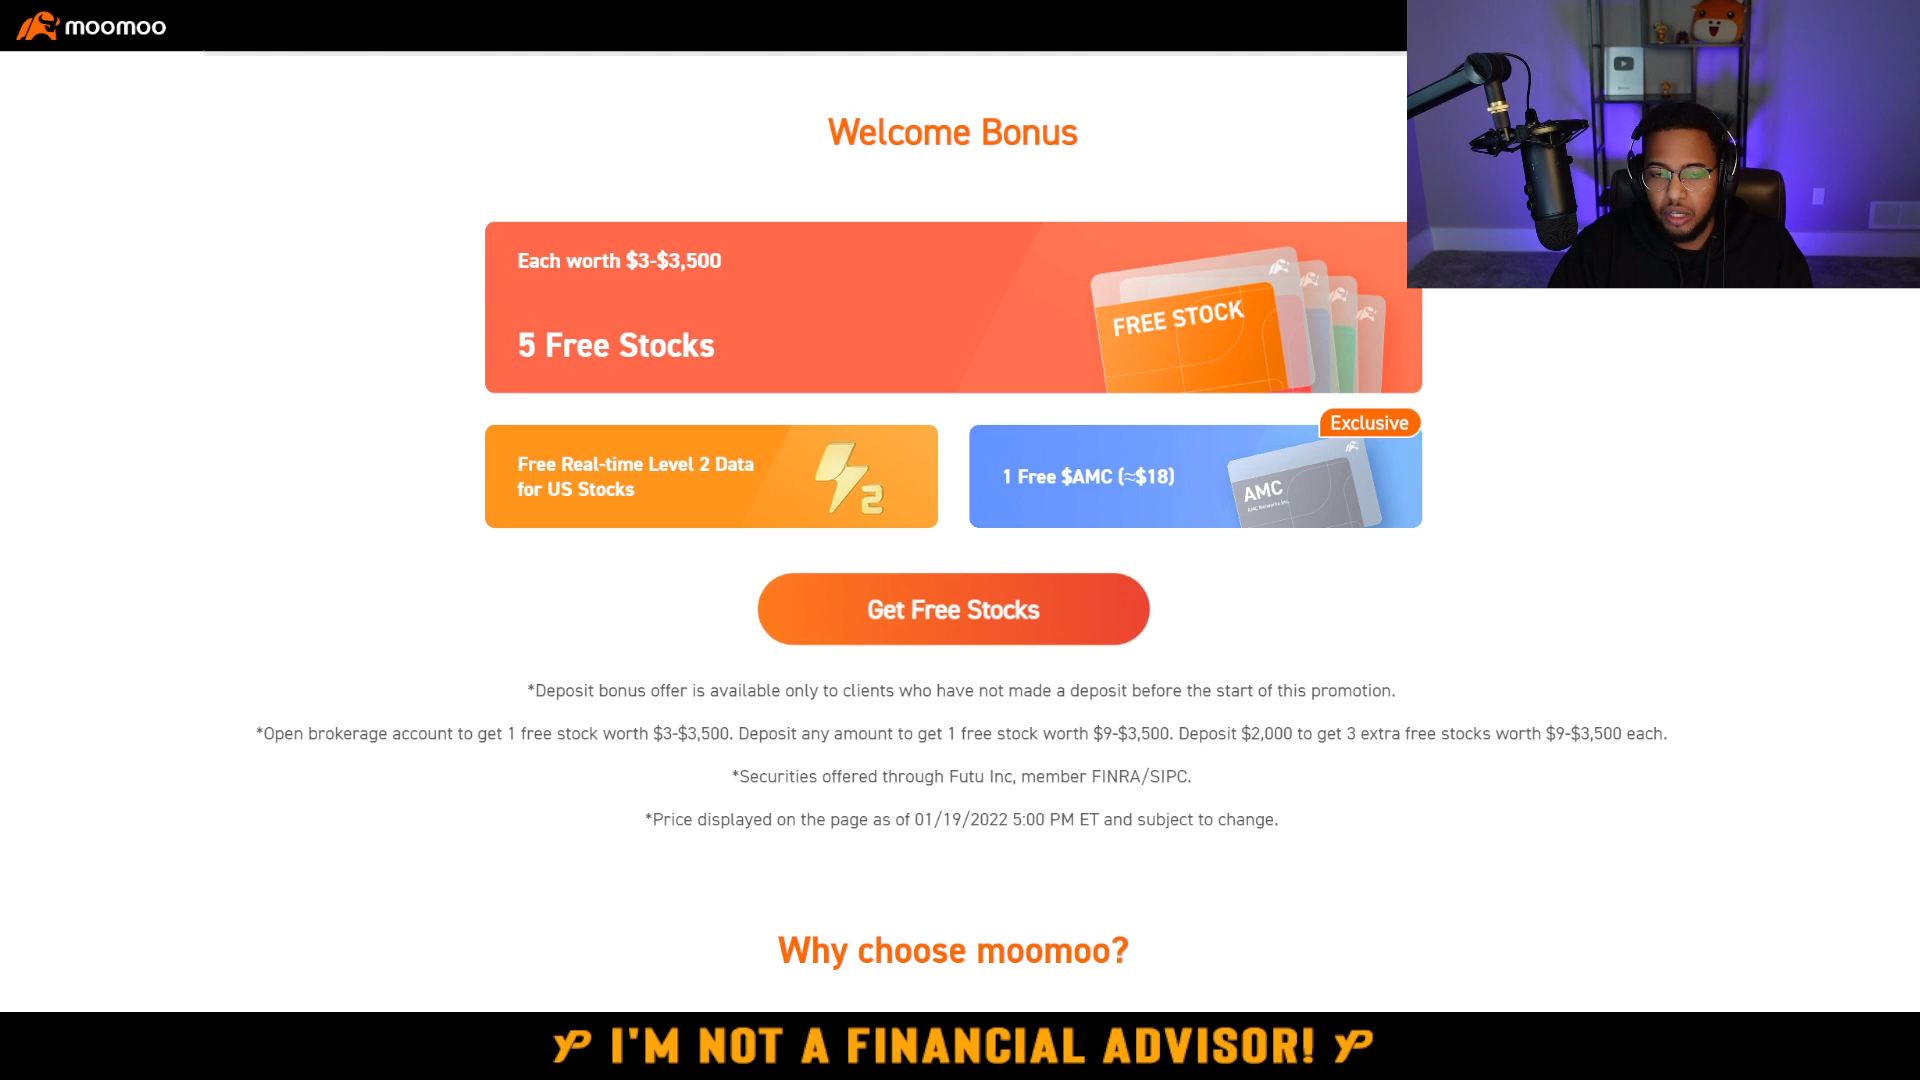 moomoo
Welcome Bonus
Each worth $3-$3,500
5 Free Stocks
FREE STOCK
Exclusive
Free Real-time Level 2 Data
for US Stocks
2
1 Free $AMC (≈$18)
AMC
AMC Networks Inc.
Get Free Stocks
*Deposit bonus offer is available only to clients who have not made a deposit before the start of this promotion.
*Open brokerage account to get 1 free stock worth $3-$3,500. Deposit any amount to get 1 free stock worth $9-$3,500. Deposit $2,000 to get 3 extra free stocks worth $9-$3,500 each.
*Securities offered through Futu Inc, member FINRA/SIPC.
*Price displayed on the page as of 01/19/2022 5:00 PM ET and subject to change.
Why choose moomoo?
YP I'M NOT A FINANCIAL ADVISOR! YP